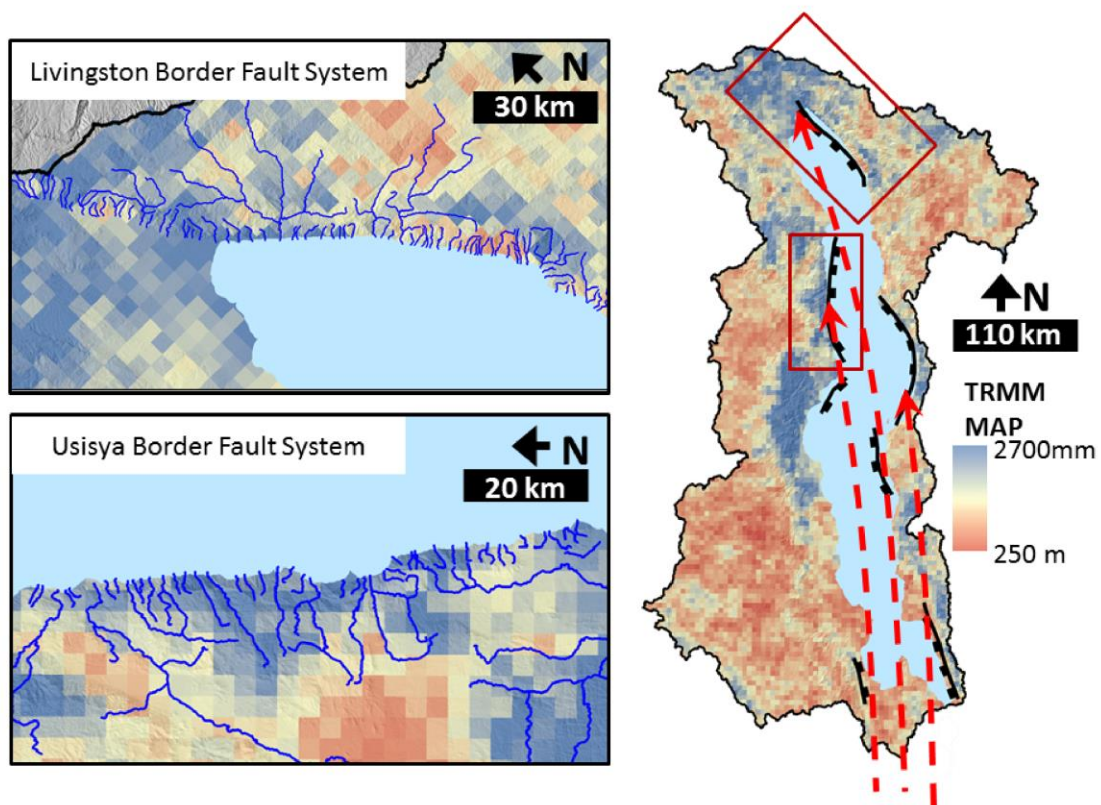 Livingston Border Fault System
N
30 km
Usisya Border Fault System
N
20 km
N
110 km
TRMM
MAP
2700mm
250 m